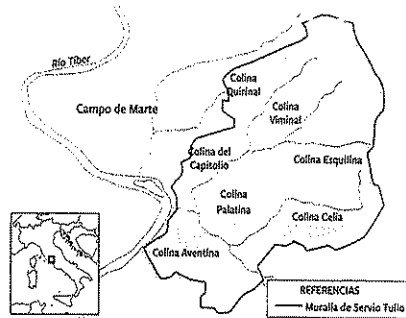 Río Tíber
Campo de Marte
Colina
Quirinal
Colina
Viminal
Colina del
Capitolio
Colina Esquilina
Colina
Palatina
Colina Celia
Colina Aventina
REFERENCIAS
Muralla de Servio Tulio